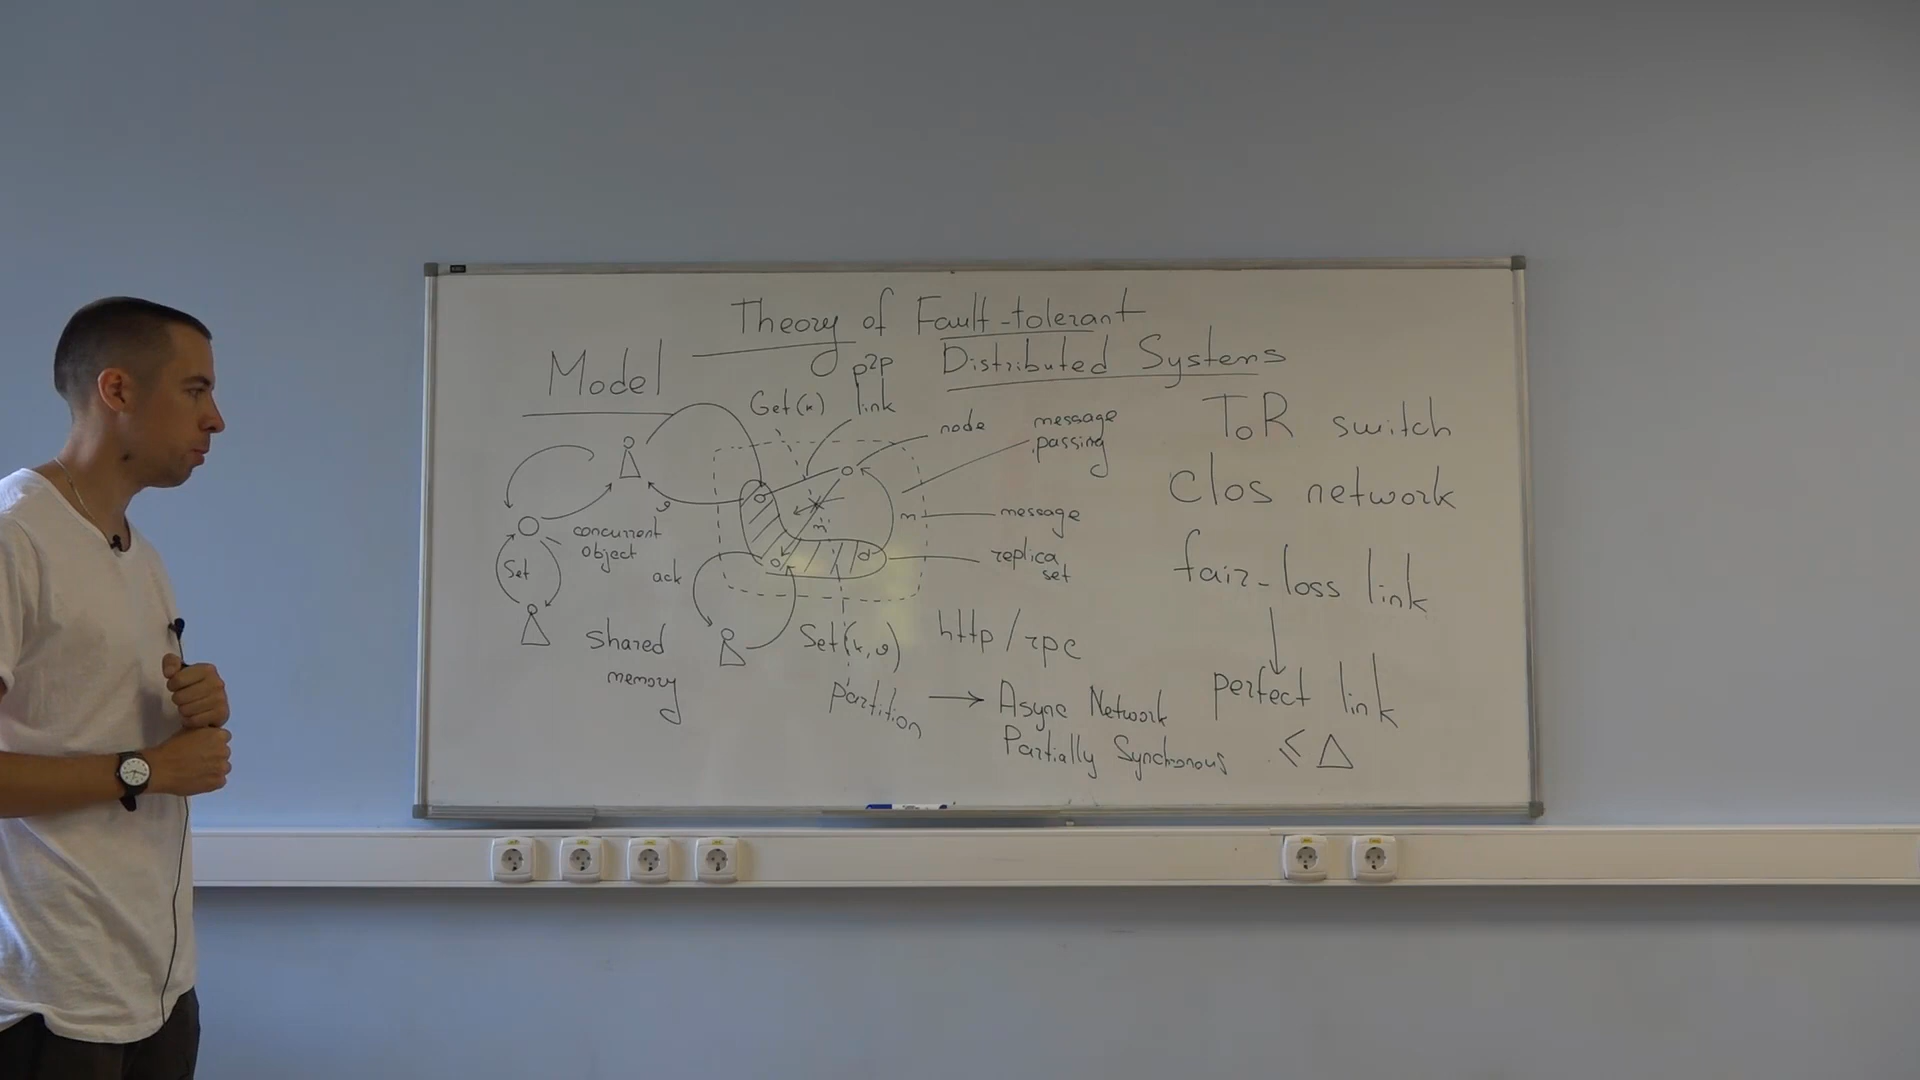 Theory of Fault-tolerant
Distributed Systems
Model
p2p
link
Get(k)
node
message
passing
ToR switch
clos network
m
message
concurrent
object
v
Set
ack
m'
replica
set
fair-loss link
shared
memory
Set(k,v)
http/rpc
perfect link
partition → Async Network
Partially Synchronous
≤ Δ